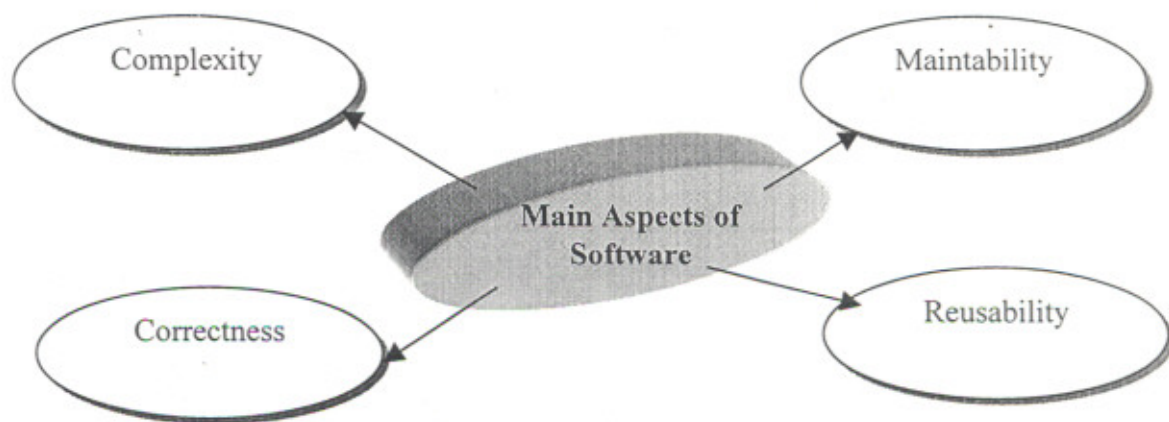 Complexity
Maintability
Main Aspects of
Software
Correctness
Reusability